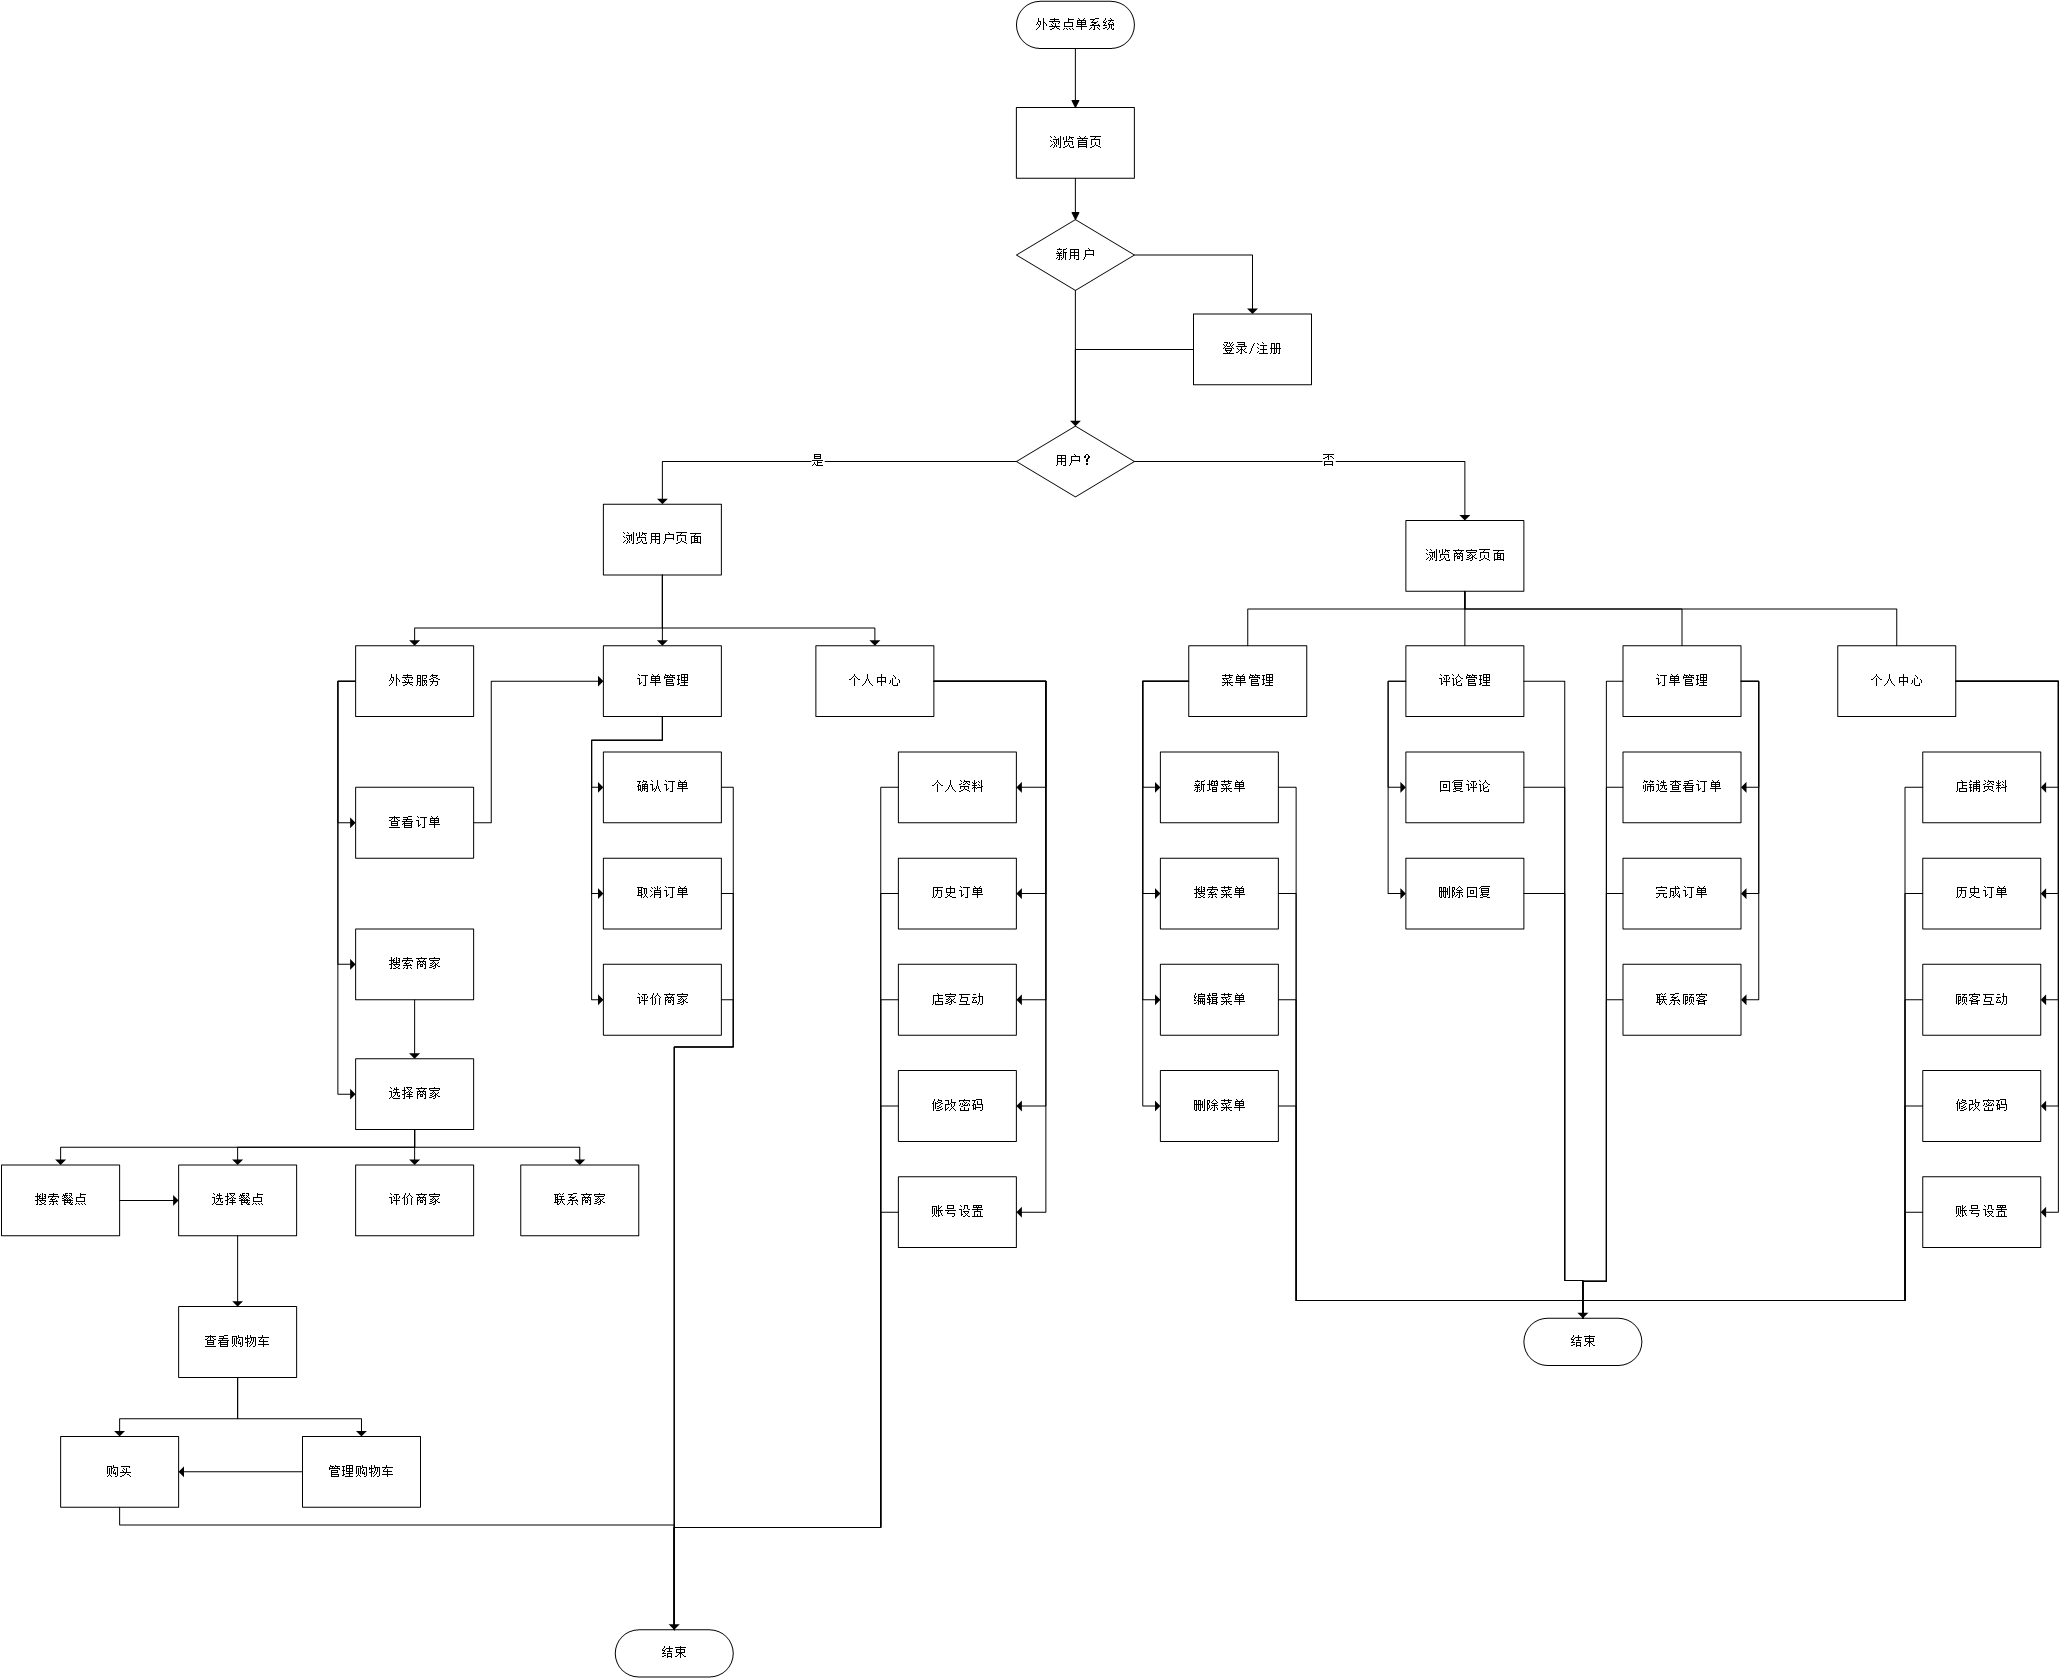 外卖点单系统
浏览首页
新用户
登录/注册
用户?
是
否
浏览用户页面
浏览商家页面
外卖服务
订单管理
个人中心
菜单管理
评论管理
订单管理
个人中心
确认订单
个人资料
新增菜单
回复评论
筛选查看订单
店铺资料
查看订单
取消订单
历史订单
搜索菜单
删除回复
完成订单
历史订单
搜索商家
评价商家
店家互动
编辑菜单
联系顾客
顾客互动
选择商家
修改密码
删除菜单
修改密码
搜索餐点
选择餐点
评价商家
联系商家
账号设置
账号设置
查看购物车
结束
购买
管理购物车
结束